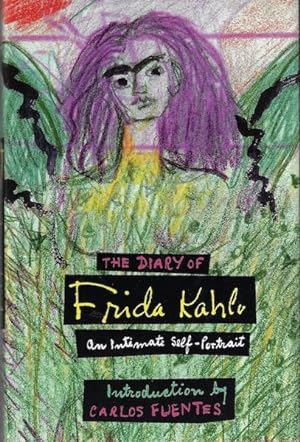 THE DIARY OF
Frida Kahlo
An Intimate Self-Portrait
Introduction by
CARLOS FUENTES